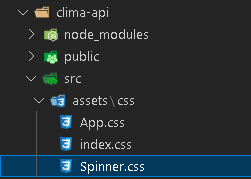 clima-api
node_modules
public
src
assets\css
App.css
index.css
Spinner.css